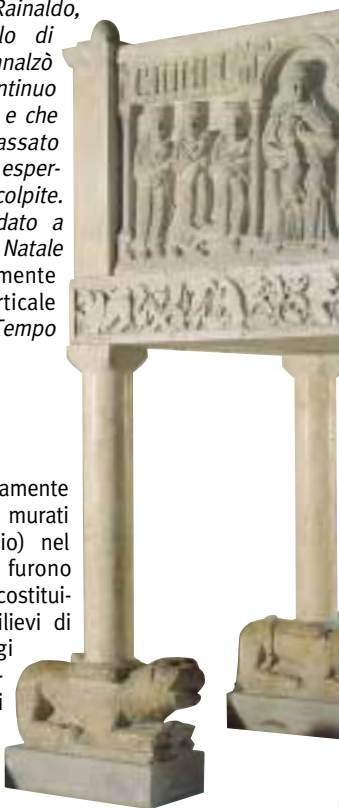 Rainaldo,
lo di
nnalzò
ntinuo
e che
assato
esper-
colpite.
dato a
Natale
mente
rticale
Tempo
amente
murati
io) nel
furono
costitui-
ilievi di
gi
-
i